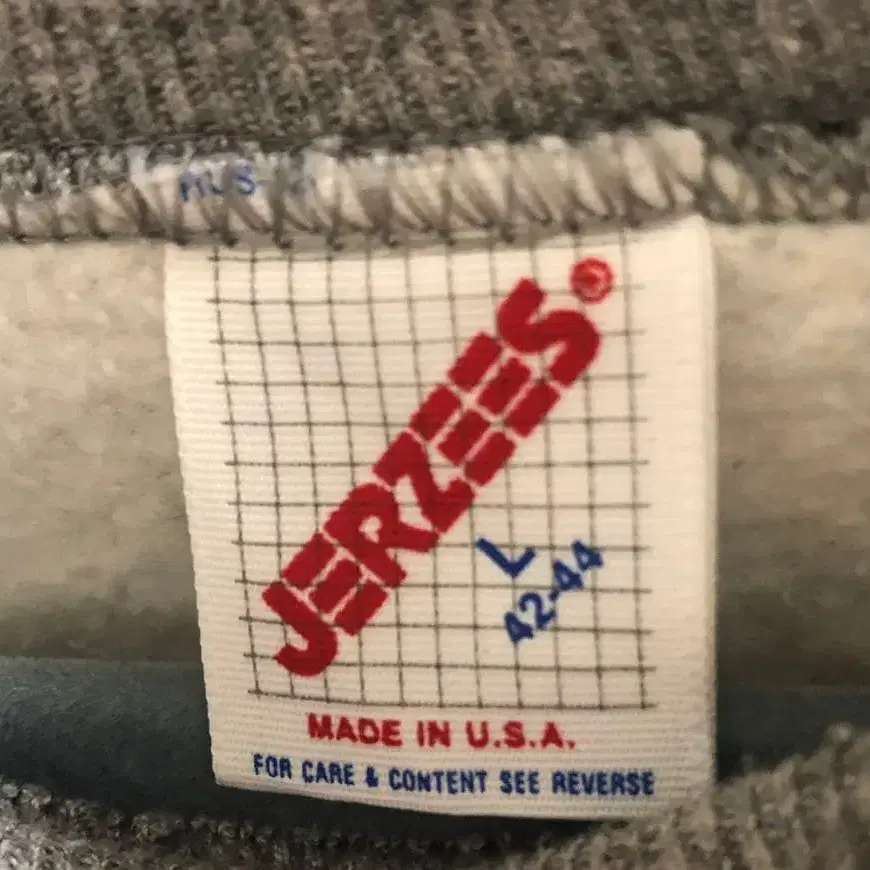 JERZEES®
L
42-44
MADE IN U.S.A.
FOR CARE & CONTENT SEE REVERSE